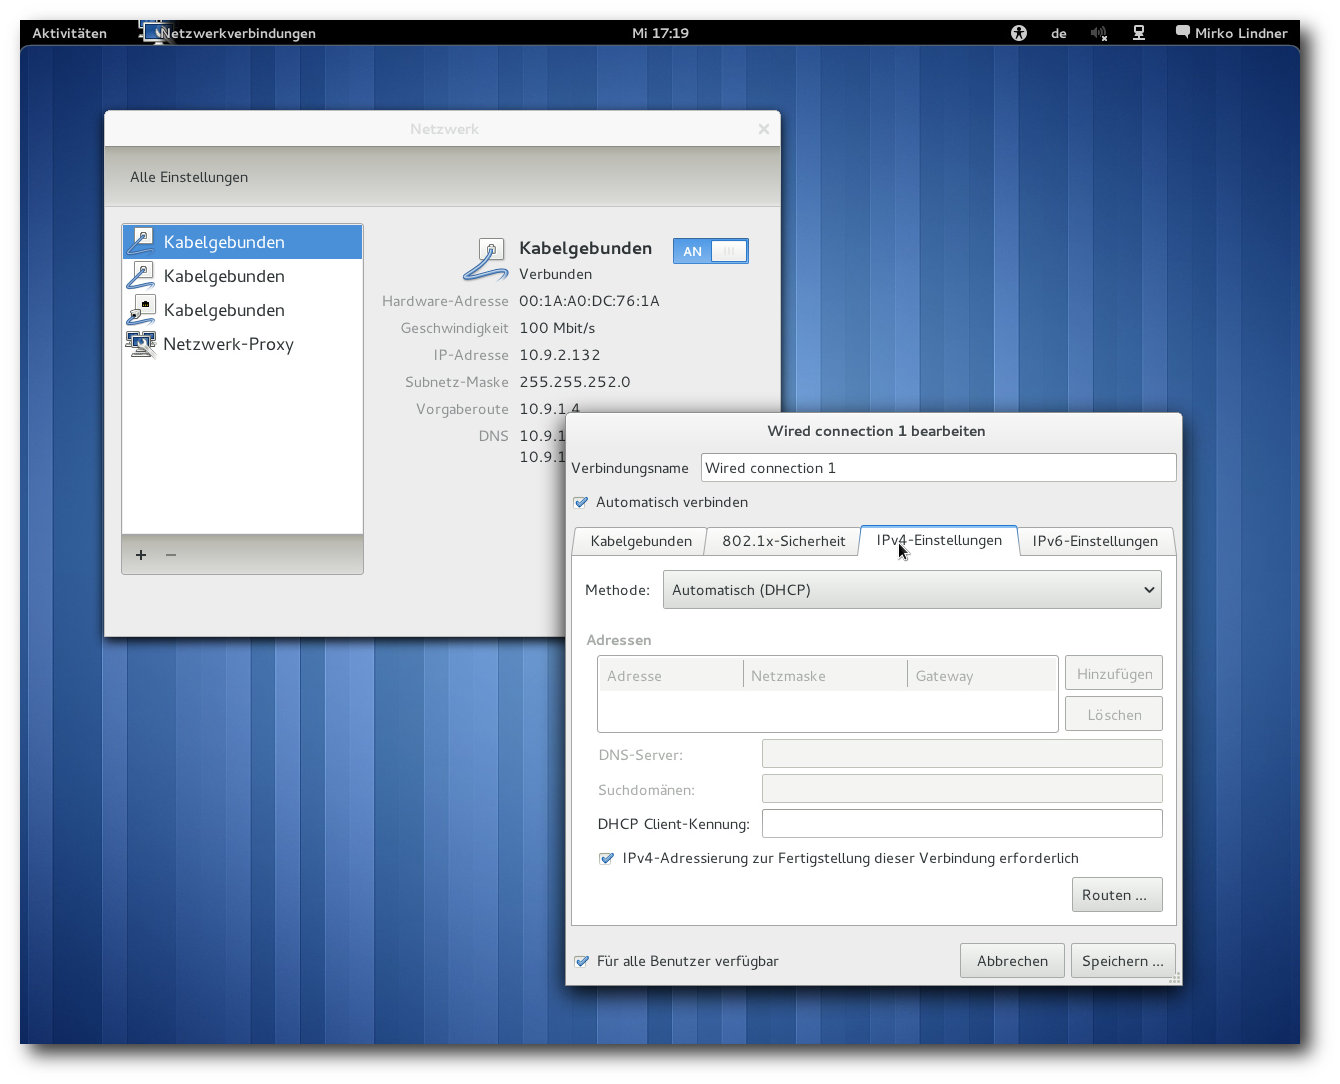 Aktivitäten Netzwerkverbindungen Mi 17:19 de Mirko Lindner
Netzwerk
Alle Einstellungen
Kabelgebunden
Kabelgebunden
Kabelgebunden
Netzwerk-Proxy
Kabelgebunden AN
Verbunden
Hardware-Adresse 00:1A:A0:DC:76:1A
Geschwindigkeit 100 Mbit/s
IP-Adresse 10.9.2.132
Subnetz-Maske 255.255.252.0
Vorgaberoute 10.9.1.4
DNS 10.9.1
10.9.1
Wired connection 1 bearbeiten
Verbindungsname Wired connection 1
Automatisch verbinden
Kabelgebunden 802.1x-Sicherheit IPv4-Einstellungen IPv6-Einstellungen
Methode: Automatisch (DHCP)
Adressen
Adresse Netzmaske Gateway Hinzufügen
Löschen
DNS-Server:
Suchdomänen:
DHCP Client-Kennung:
IPv4-Adressierung zur Fertigstellung dieser Verbindung erforderlich
Routen ...
Für alle Benutzer verfügbar Abbrechen Speichern ...